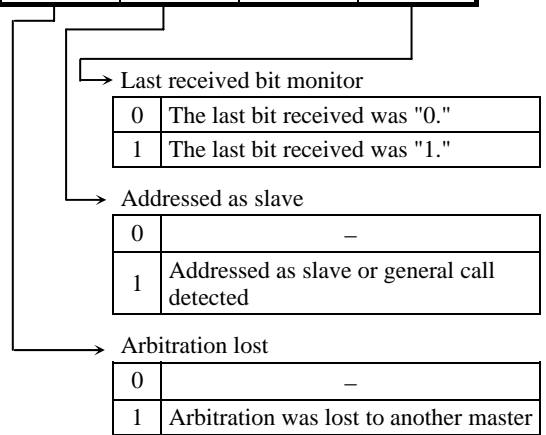 Last received bit monitor
0 The last bit received was "0."
1 The last bit received was "1."
Addressed as slave
0 –
1 Addressed as slave or general call
detected
Arbitration lost
0 –
1 Arbitration was lost to another master